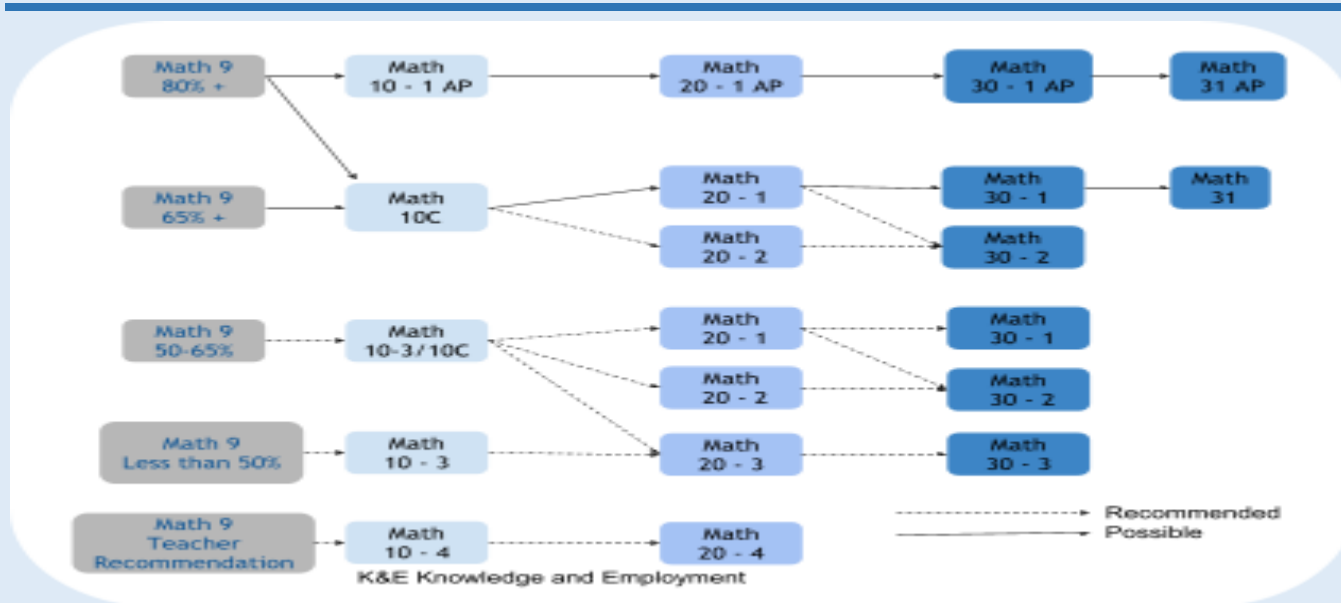 Math 9
80% +
Math
10 - 1 AP
Math
20 - 1 AP
Math
30 - 1 AP
Math
31 AP
Math 9
65% +
Math
10C
Math
20 - 1
Math
30 - 1
Math
31
Math
20 - 2
Math
30 - 2
Math 9
50-65%
Math
10-3/10C
Math
20 - 1
Math
30 - 1
Math
20 - 2
Math
30 - 2
Math 9
Less than 50%
Math
10 - 3
Math
20 - 3
Math
30 - 3
Math 9
Teacher
Recommendation
Math
10 - 4
Math
20 - 4
Recommended
Possible
K&E Knowledge and Employment